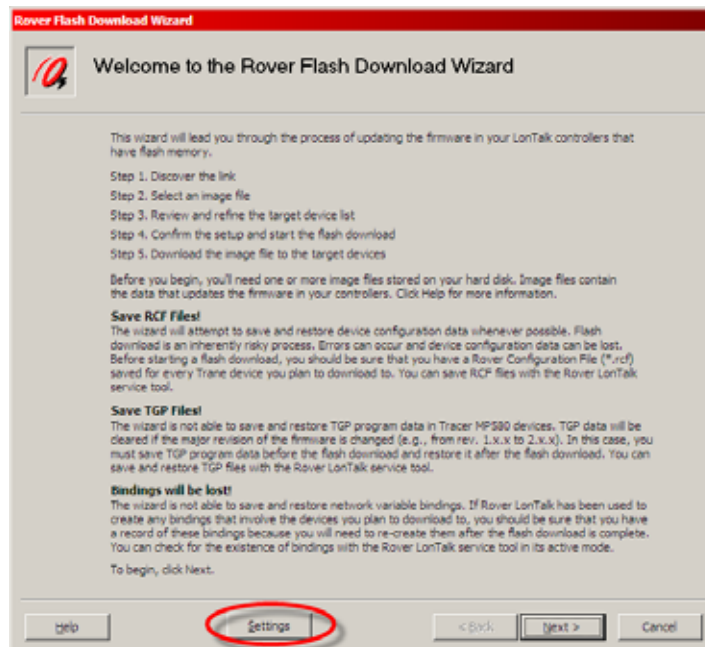 Rover Flash Download Wizard
Welcome to the Rover Flash Download Wizard
This wizard will lead you through the process of updating the firmware in your LonTalk controllers that
have flash memory.
Step 1. Discover the link
Step 2. Select an image file
Step 3. Review and refine the target device list
Step 4. Confirm the setup and start the flash download
Step 5. Download the image file to the target devices
Before you begin, you'll need one or more image files stored on your hard disk. Image files contain
the data that updates the firmware in your controllers. Click Help for more information.
Save RCF Files!
The wizard will attempt to save and restore device configuration data whenever possible. Flash
download is an inherently risky process. Errors can occur and device configuration data can be lost.
Before starting a flash download, you should be sure that you have a Rover Configuration File (*.rcf)
saved for every Trane device you plan to download to. You can save RCF files with the Rover LonTalk
service tool.
Save TGP Files!
The wizard is not able to save and restore TGP program data in Tracer MP580 devices. TGP data will be
cleared if the major revision of the firmware is changed (e.g., from rev. 1.x.x to 2.x.x). In this case, you
must save TGP program data before the flash download and restore it after the flash download. You can
save and restore TGP files with the Rover LonTalk service tool.
Bindings will be lost!
The wizard is not able to save and restore network variable bindings. If Rover LonTalk has been used to
create any bindings that involve the devices you plan to download to, you should be sure that you have
a record of these bindings because you will need to re-create them after the flash download is complete.
You can check for the existence of bindings with the Rover LonTalk service tool in its active mode.
To begin, click Next.
Help
Settings
< Back
Next >
Cancel